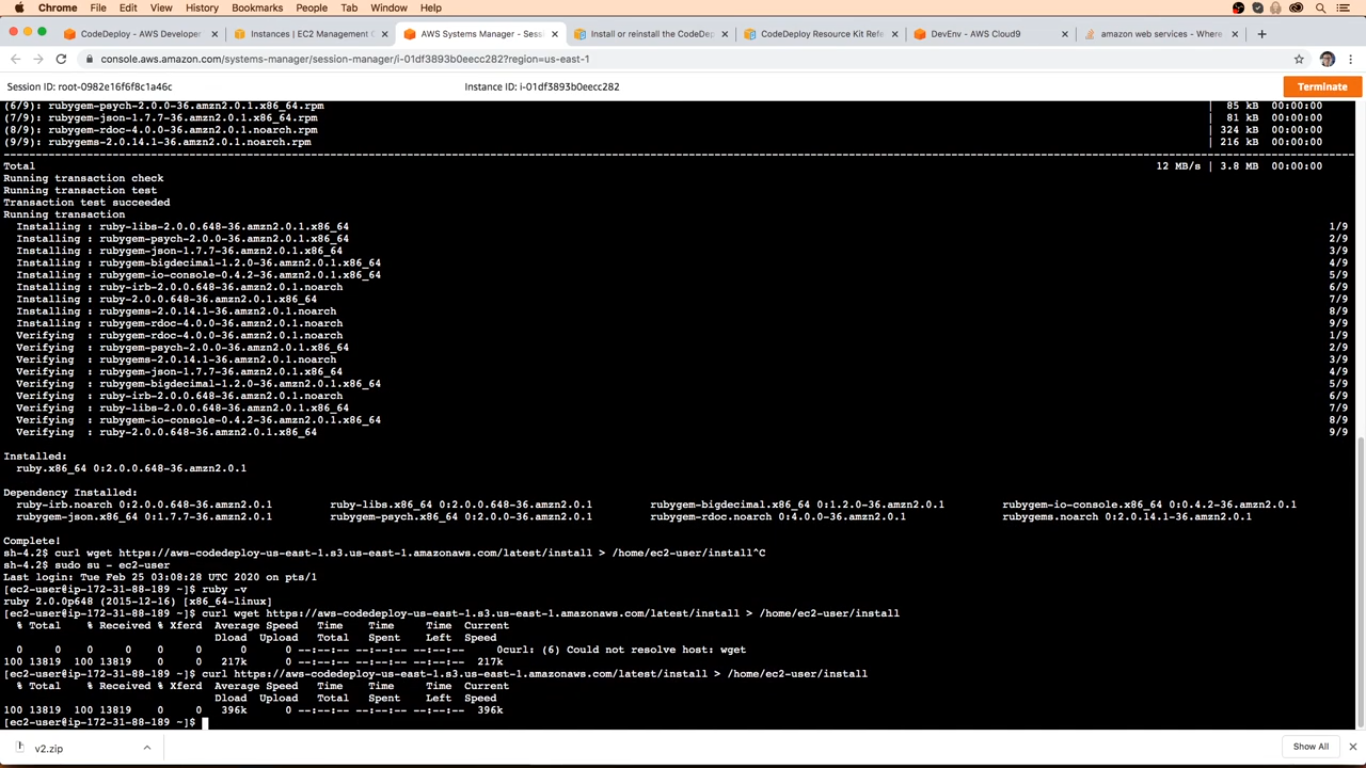 Chrome File Edit View History Bookmarks People Tab Window Help
CodeDeploy - AWS Developer Instances | EC2 Management C AWS Systems Manager - Sessi Install or reinstall the CodeDep CodeDeploy Resource Kit Refe DevEnv - AWS Cloud9 amazon web services - Where
console.aws.amazon.com/systems-manager/session-manager/i-01df3893b0eecc282?region=us-east-1
Session ID: root-0982e16f6f8c1a46c Instance ID: i-01df3893b0eecc282 Terminate
(6/9): rubygem-psych-2.0.0-36.amzn2.0.1.x86_64.rpm | 85 kB 00:00:00
(7/9): rubygem-json-1.7.7-36.amzn2.0.1.x86_64.rpm | 81 kB 00:00:00
(8/9): rubygem-rdoc-4.0.0-36.amzn2.0.1.noarch.rpm | 324 kB 00:00:00
(9/9): rubygems-2.0.14.1-36.amzn2.0.1.noarch.rpm | 216 kB 00:00:00
Total 12 MB/s | 3.8 MB 00:00:00
Running transaction check
Running transaction test
Transaction test succeeded
Running transaction
Installing : ruby-libs-2.0.0.648-36.amzn2.0.1.x86_64 1/9
Installing : rubygem-psych-2.0.0-36.amzn2.0.1.x86_64 2/9
Installing : rubygem-json-1.7.7-36.amzn2.0.1.x86_64 3/9
Installing : rubygem-bigdecimal-1.2.0-36.amzn2.0.1.x86_64 4/9
Installing : rubygem-io-console-0.4.2-36.amzn2.0.1.x86_64 5/9
Installing : ruby-irb-2.0.0.648-36.amzn2.0.1.noarch 6/9
Installing : ruby-2.0.0.648-36.amzn2.0.1.x86_64 7/9
Installing : rubygems-2.0.14.1-36.amzn2.0.1.noarch 8/9
Installing : rubygem-rdoc-4.0.0-36.amzn2.0.1.noarch 9/9
Verifying : rubygem-rdoc-4.0.0-36.amzn2.0.1.noarch 1/9
Verifying : rubygem-psych-2.0.0-36.amzn2.0.1.x86_64 2/9
Verifying : rubygems-2.0.14.1-36.amzn2.0.1.noarch 3/9
Verifying : rubygem-json-1.7.7-36.amzn2.0.1.x86_64 4/9
Verifying : rubygem-bigdecimal-1.2.0-36.amzn2.0.1.x86_64 5/9
Verifying : ruby-irb-2.0.0.648-36.amzn2.0.1.noarch 6/9
Verifying : ruby-libs-2.0.0.648-36.amzn2.0.1.x86_64 7/9
Verifying : rubygem-io-console-0.4.2-36.amzn2.0.1.x86_64 8/9
Verifying : ruby-2.0.0.648-36.amzn2.0.1.x86_64 9/9
Installed:
ruby.x86_64 0:2.0.0.648-36.amzn2.0.1
Dependency Installed:
ruby-irb.noarch 0:2.0.0.648-36.amzn2.0.1 ruby-libs.x86_64 0:2.0.0.648-36.amzn2.0.1 rubygem-bigdecimal.x86_64 0:1.2.0-36.amzn2.0.1 rubygem-io-console.x86_64 0:0.4.2-36.amzn2.0.1
rubygem-json.x86_64 0:1.7.7-36.amzn2.0.1 rubygem-psych.x86_64 0:2.0.0-36.amzn2.0.1 rubygem-rdoc.noarch 0:4.0.0-36.amzn2.0.1 rubygems.noarch 0:2.0.14.1-36.amzn2.0.1
Complete!
sh-4.2$ curl wget https://aws-codedeploy-us-east-1.s3.us-east-1.amazonaws.com/latest/install > /home/ec2-user/install^C
sh-4.2$ sudo su - ec2-user
Last login: Tue Feb 25 03:08:28 UTC 2020 on pts/1
[ec2-user@ip-172-31-88-189 ~]$ ruby -v
ruby 2.0.0p648 (2015-12-16) [x86_64-linux]
[ec2-user@ip-172-31-88-189 ~]$ curl wget https://aws-codedeploy-us-east-1.s3.us-east-1.amazonaws.com/latest/install > /home/ec2-user/install
% Total % Received % Xferd Average Speed Time Time Time Current
Dload Upload Total Spent Left Speed
0 0 0 0 0 0 0 0 --:--:-- --:--:-- --:--:-- 0curl: (6) Could not resolve host: wget
100 13819 100 13819 0 0 217k 0 --:--:-- --:--:-- --:--:-- 217k
[ec2-user@ip-172-31-88-189 ~]$ curl https://aws-codedeploy-us-east-1.s3.us-east-1.amazonaws.com/latest/install > /home/ec2-user/install
% Total % Received % Xferd Average Speed Time Time Time Current
Dload Upload Total Spent Left Speed
100 13819 100 13819 0 0 396k 0 --:--:-- --:--:-- --:--:-- 396k
[ec2-user@ip-172-31-88-189 ~]$
v2.zip Show All